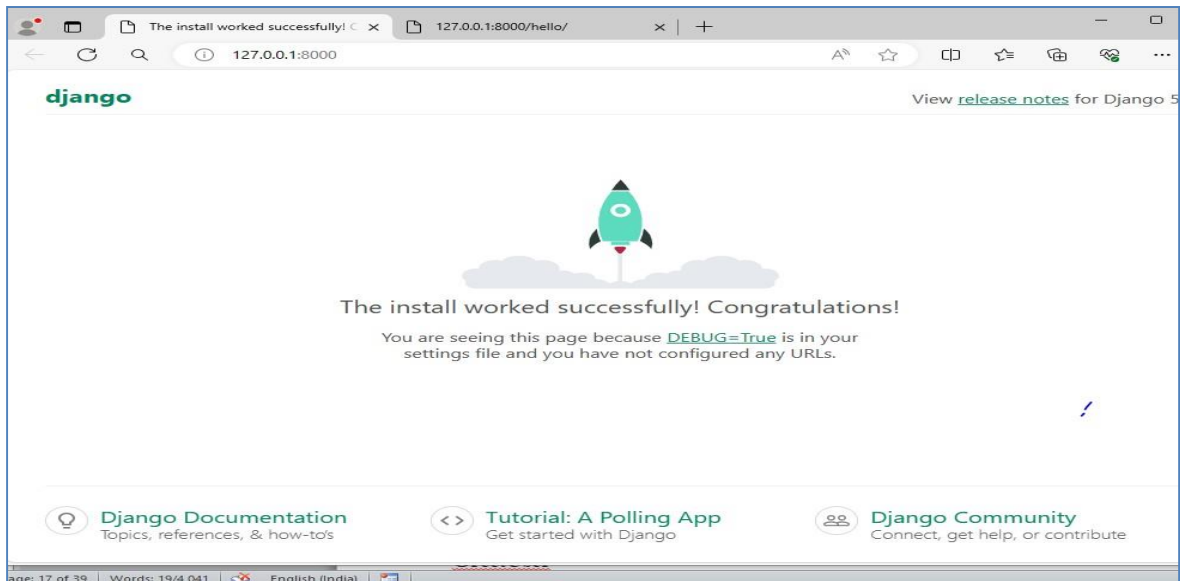 The install worked successfully! C
127.0.0.1:8000/hello/
127.0.0.1:8000
django
View release notes for Django 5
The install worked successfully! Congratulations!
You are seeing this page because DEBUG=True is in your
settings file and you have not configured any URLs.
Django Documentation
Topics, references, & how-to's
Tutorial: A Polling App
Get started with Django
Django Community
Connect, get help, or contribute
age: 17 of 39
Words: 19/4,041
English (India)